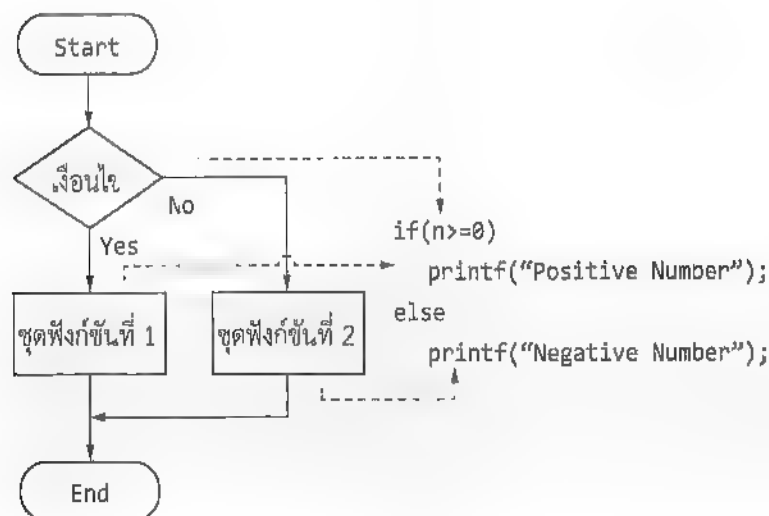 Start
เงื่อนไข
No
Yes
ชุดฟังก์ชันที่ 1
ชุดฟังก์ชันที่ 2
End
if(n>=0)
printf("Positive Number");
else
printf("Negative Number");